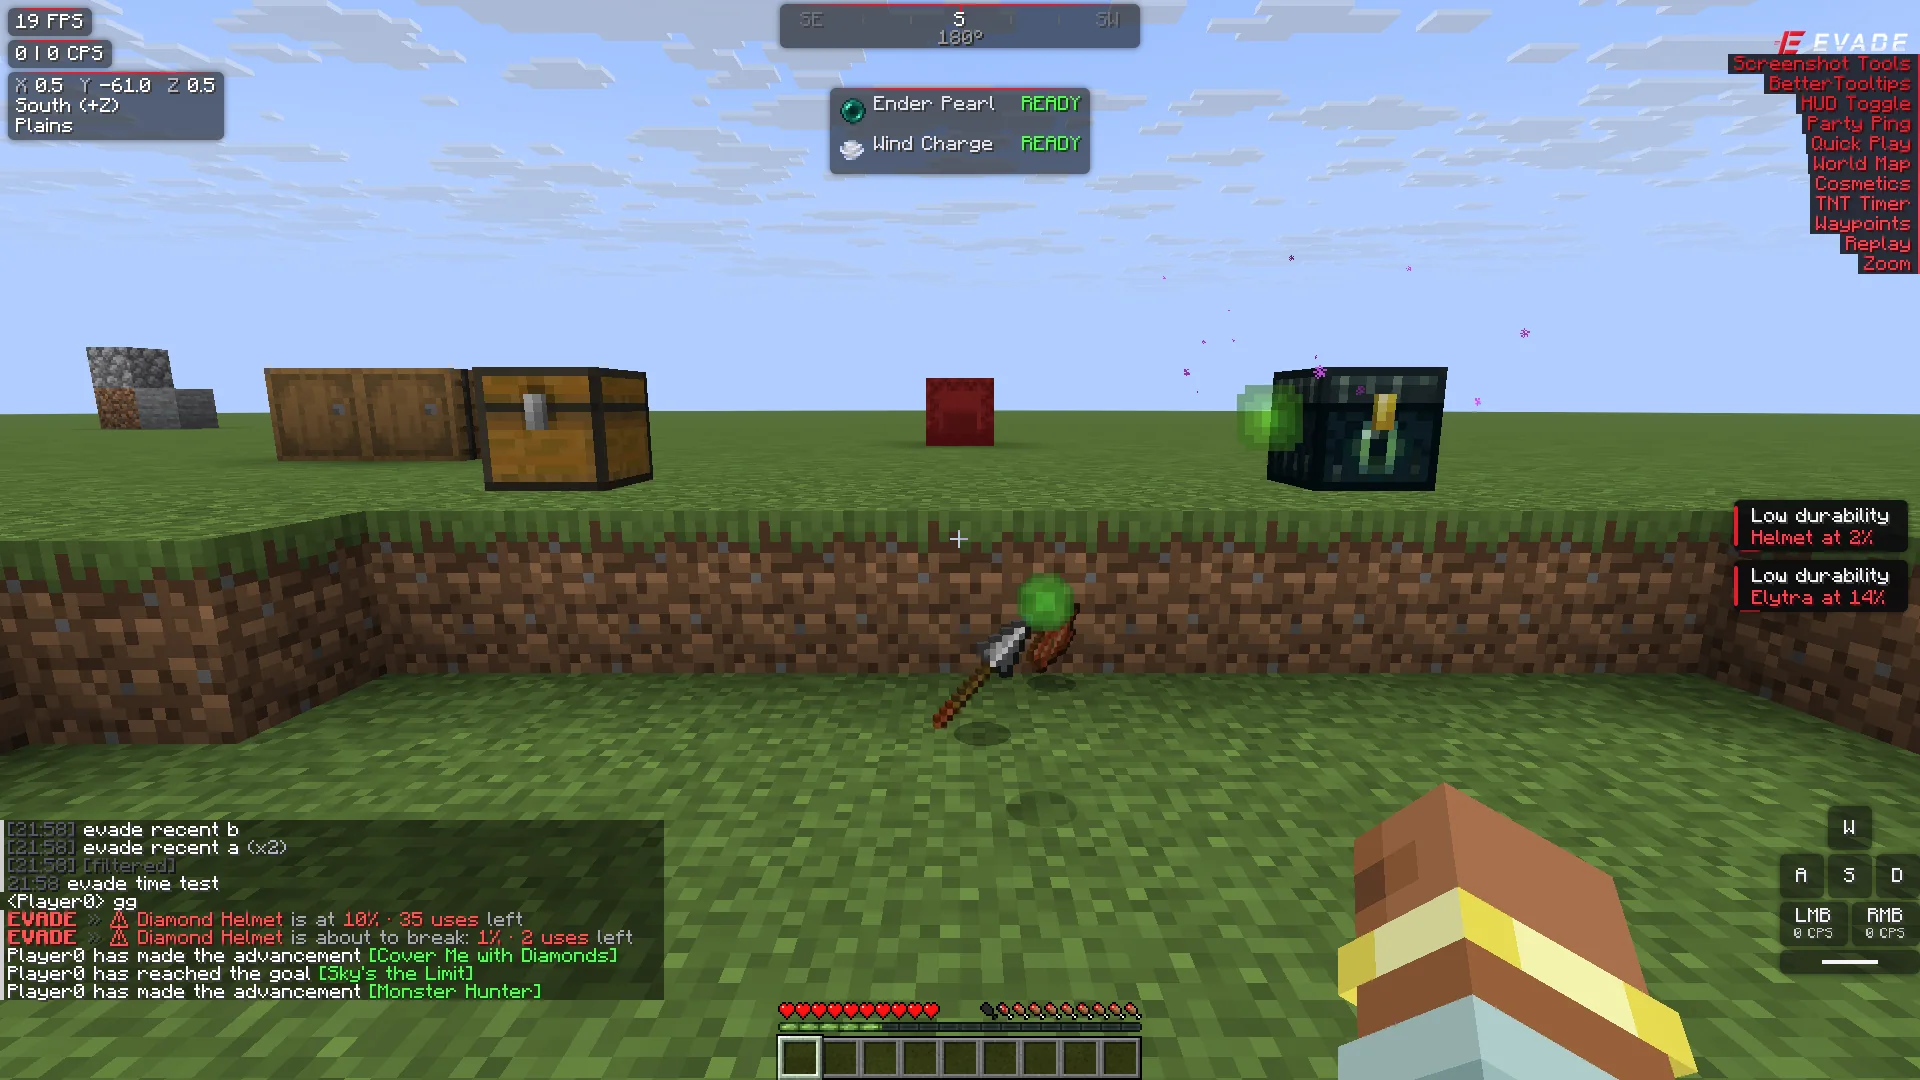 19 FPS
0 | 0 CPS
X 0.5 Y -61.0 Z 0.5
South (+Z)
Plains
SE S SW
180°
Ender Pearl READY
Wind Charge READY
EVADE
Screenshot Tools
BetterTooltips
HUD Toggle
Party Ping
Quick Play
World Map
Cosmetics
TNT Timer
Waypoints
Replay
Zoom
Low durability
Helmet at 2%
Low durability
Elytra at 14%
[21:58] evade recent b
[21:58] evade recent a (x2)
[21:58] [filtered]
21:58 evade time test
<Player0> gg
EVADE » ⚠ Diamond Helmet is at 10% · 35 uses left
EVADE » ⚠ Diamond Helmet is about to break: 1% · 2 uses left
Player0 has made the advancement [Cover Me with Diamonds]
Player0 has reached the goal [Sky's the Limit]
Player0 has made the advancement [Monster Hunter]
W
A S D
LMB RMB
0 CPS 0 CPS